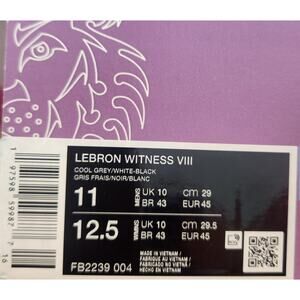 LEBRON WITNESS VIII
COOL GREY/WHITE-BLACK
GRIS FRAIS/NOIR/BLANC
11 MENS UK 10 CM 29
BR 43 EUR 45
12.5 WMNS UK 10 CM 29.5
BR 43 EUR 45
FB2239 004
MADE IN VIETNAM
FABRIQUE AU VIETNAM
FABRICADO NO VIETNÃ
HECHO EN VIETNAM